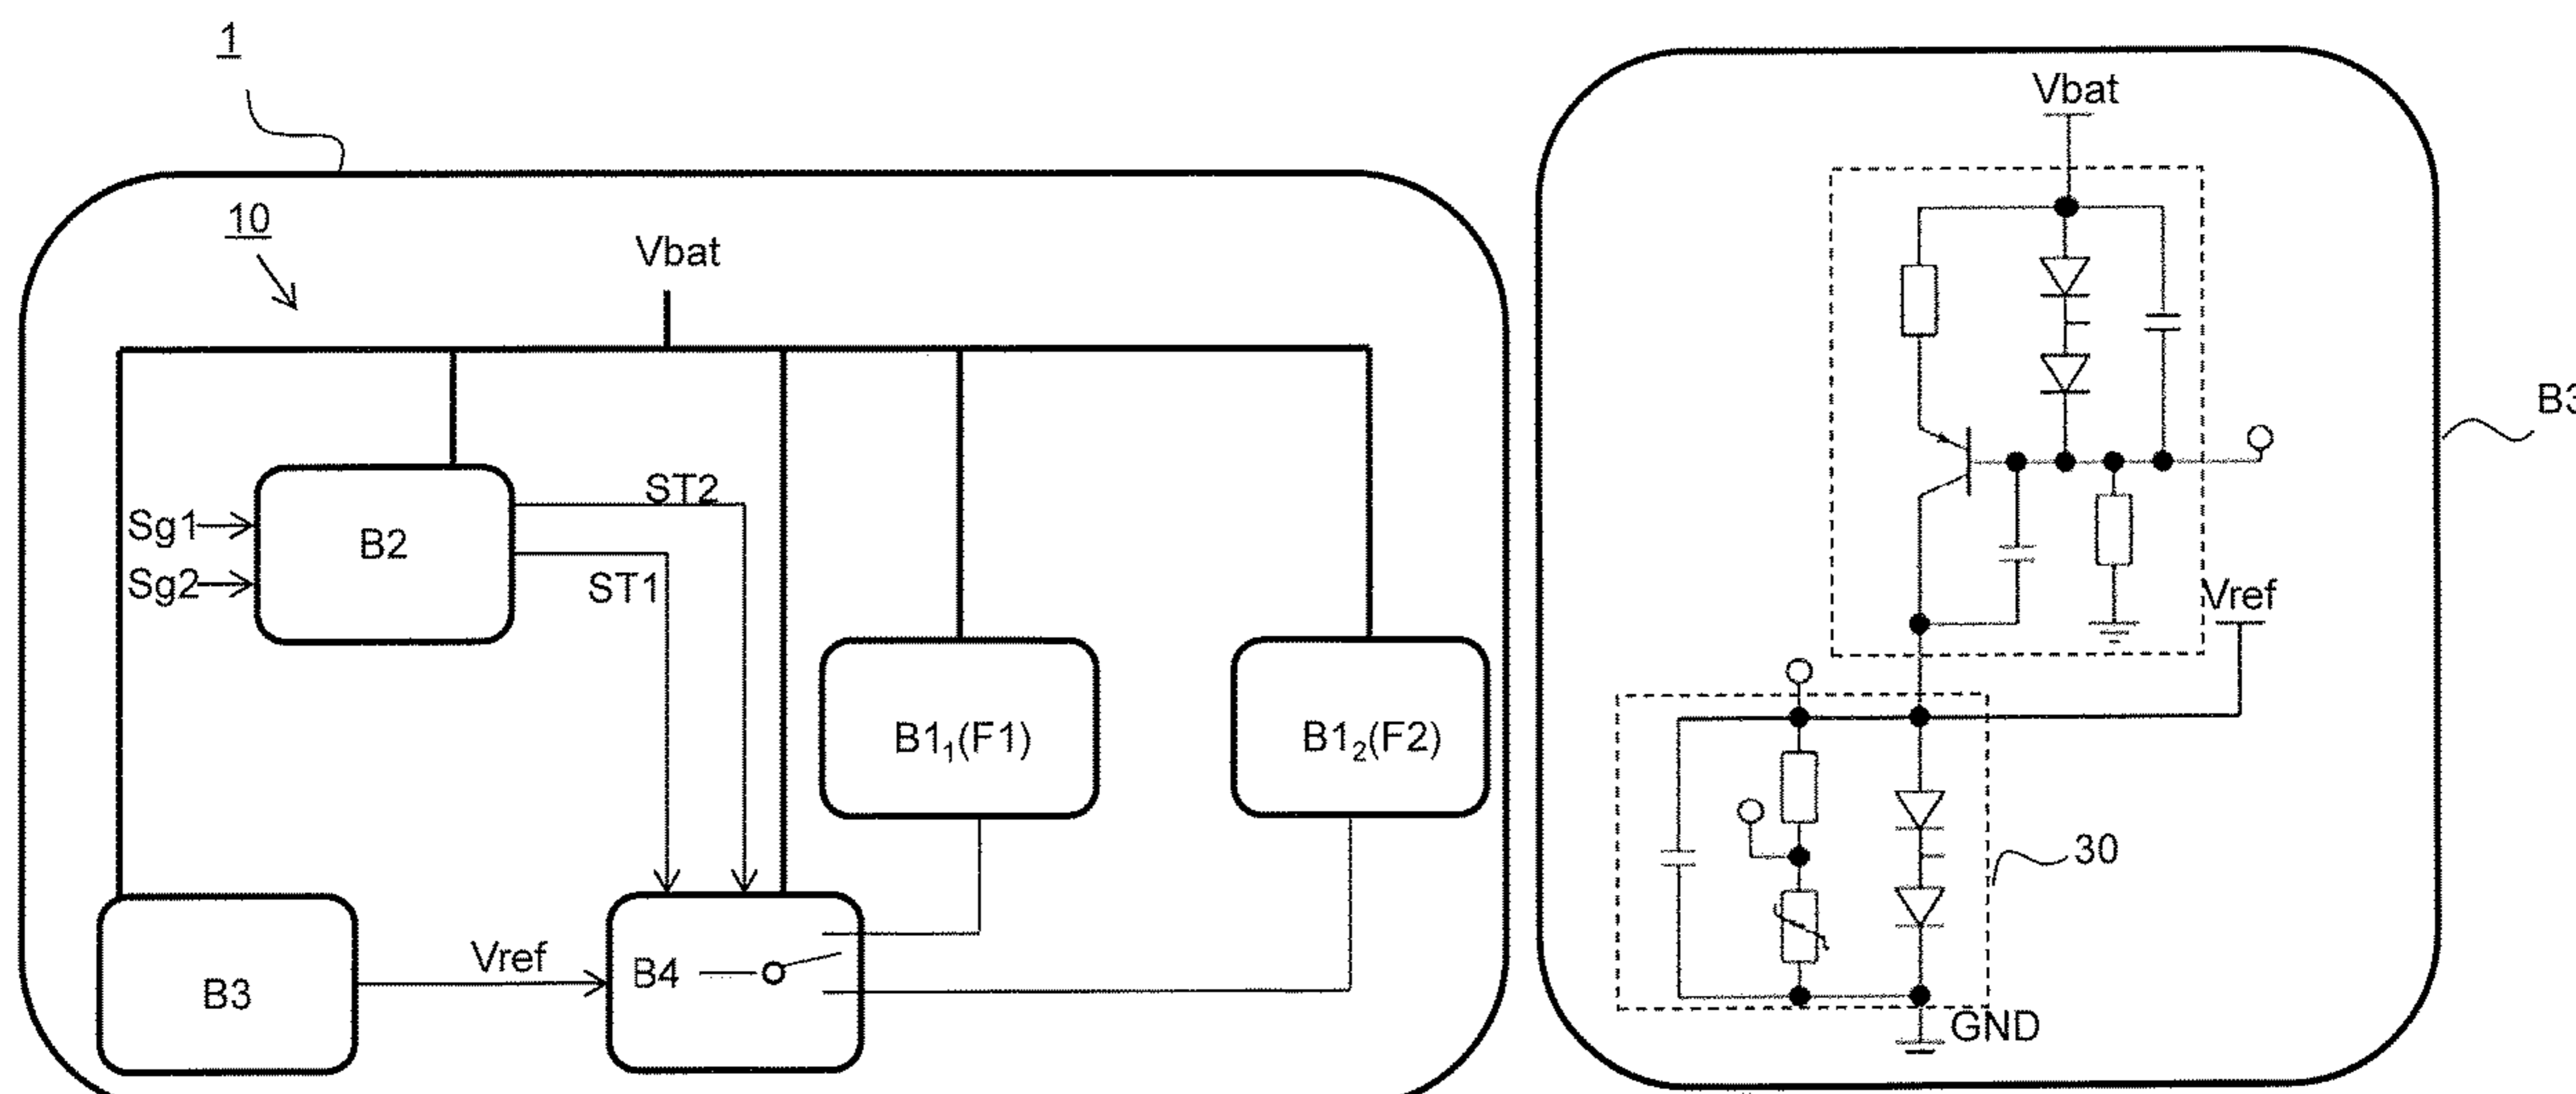 1
10
Vbat
Sg1
Sg2
B2
ST2
ST1
B1₁(F1)
B1₂(F2)
B3
Vref
B4
Vbat
B3
Vref
30
GND